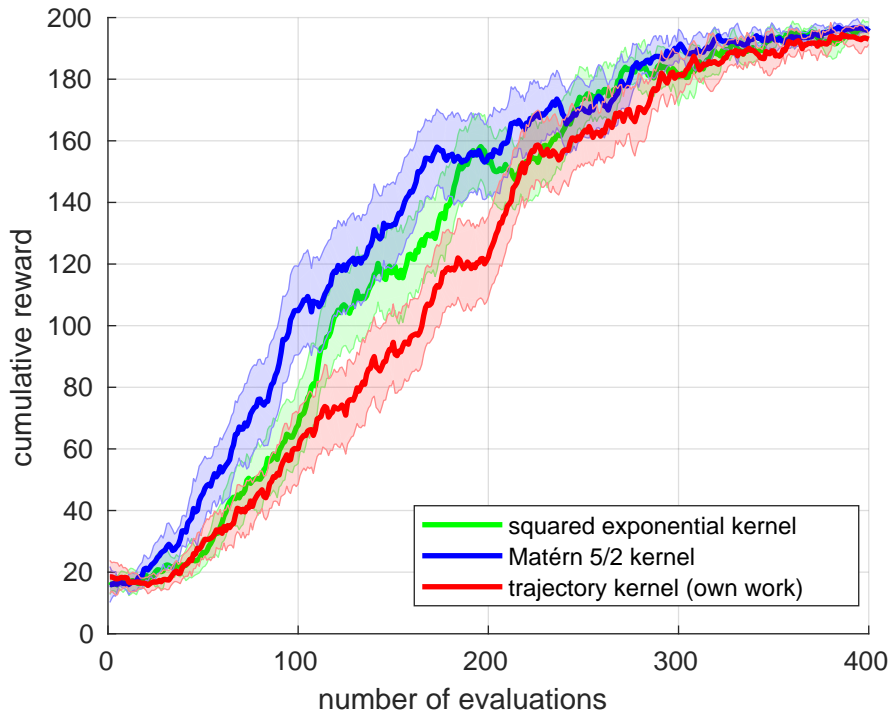 200
180
160
140
120
100
80
60
40
20
0
cumulative reward
squared exponential kernel
Matérn 5/2 kernel
trajectory kernel (own work)
0 100 200 300 400
number of evaluations